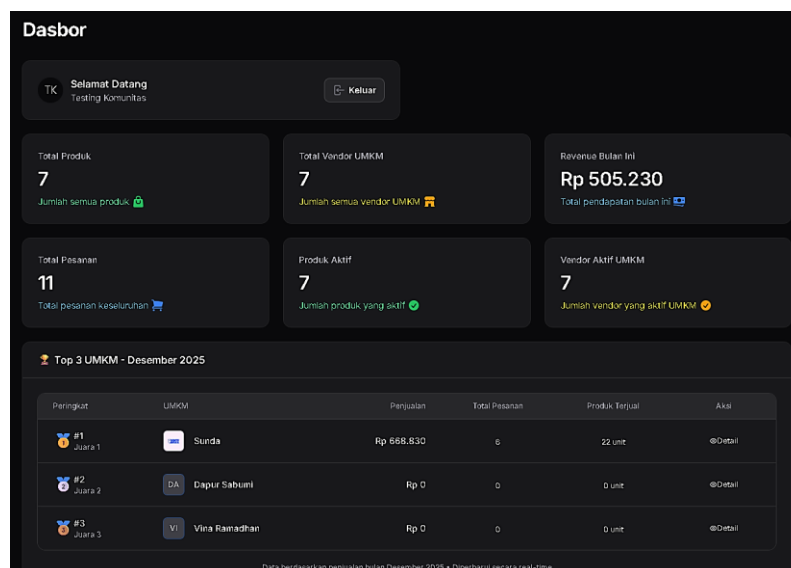 Dasbor
TK
Selamat Datang
Testing Komunitas
Keluar
Total Produk
7
Jumlah semua produk
Total Vendor UMKM
7
Jumlah semua vendor UMKM
Revenue Bulan Ini
Rp 505.230
Total pendapatan bulan ini
Total Pesanan
11
Total pesanan keseluruhan
Produk Aktif
7
Jumlah produk yang aktif
Vendor Aktif UMKM
7
Jumlah vendor yang aktif UMKM
Top 3 UMKM - Desember 2025
Peringkat UMKM Penjualan Total Pesanan Produk Terjual Aksi
#1 Juara 1 Sunda Rp 668.830 6 22 unit Detail
#2 Juara 2 DA Dapur Sabumi Rp 0 0 0 unit Detail
#3 Juara 3 VI Vina Ramadhan Rp 0 0 0 unit Detail
Data berdasarkan penjualan bulan Desember 2025 • Diperbarui secara real-time